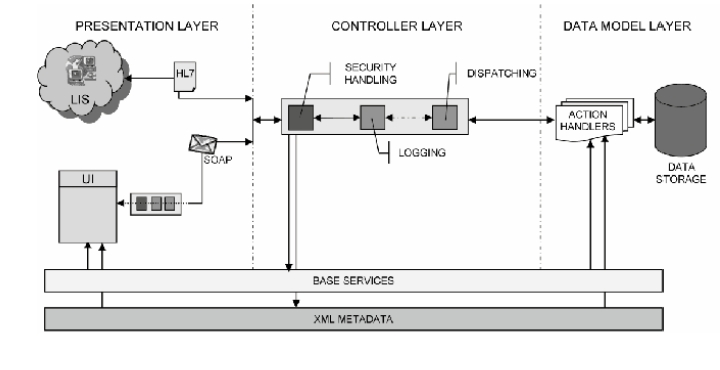 PRESENTATION LAYER
CONTROLLER LAYER
DATA MODEL LAYER
LIS
HL7
SECURITY
HANDLING
DISPATCHING
LOGGING
ACTION
HANDLERS
DATA
STORAGE
SOAP
UI
BASE SERVICES
XML METADATA